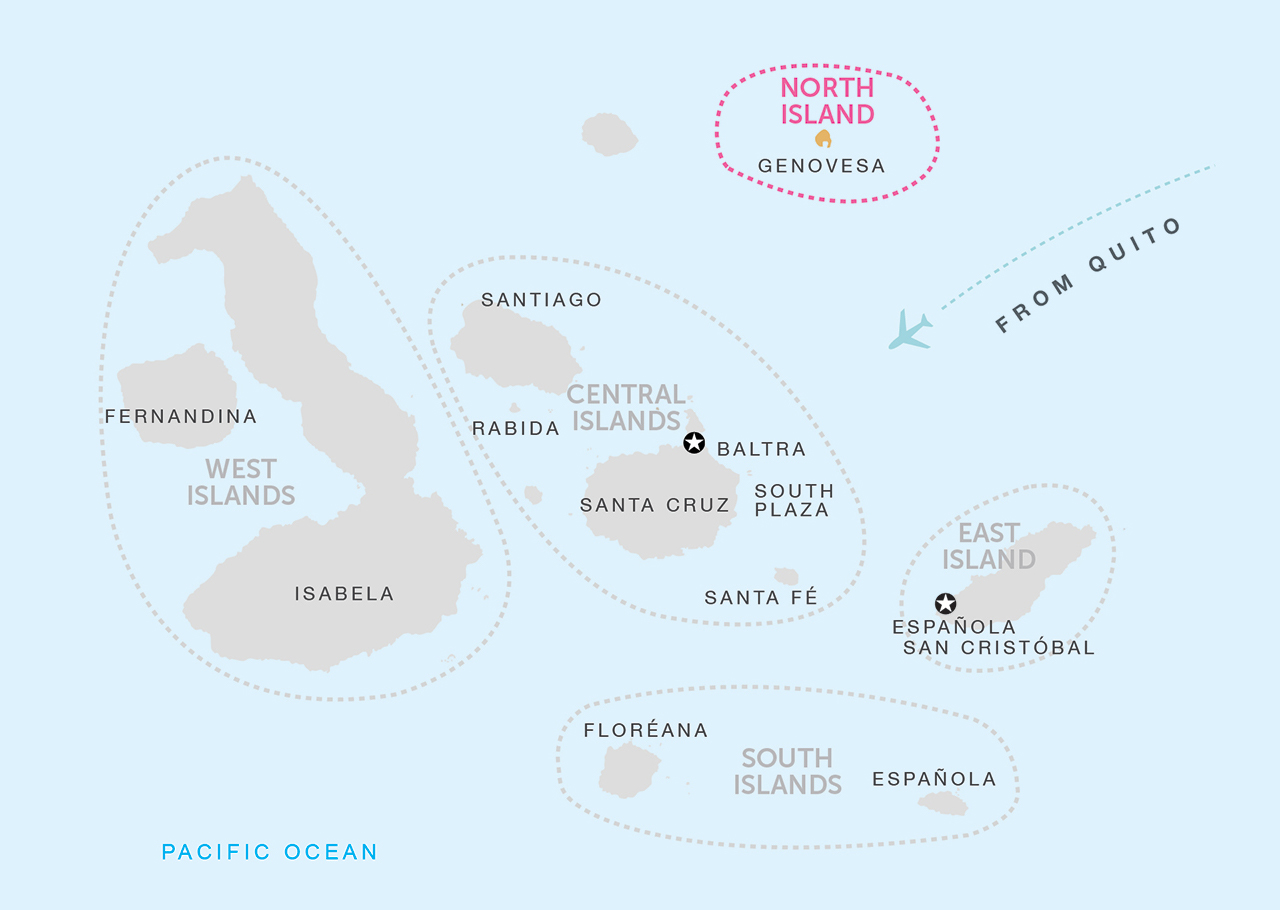 NORTH
ISLAND
GENOVESA
FROM QUITO
SANTIAGO
CENTRAL
ISLANDS
RABIDA
BALTRA
FERNANDINA
WEST
ISLANDS
SANTA CRUZ
SOUTH
PLAZA
EAST
ISLAND
ISABELA
SANTA FÉ
ESPAÑOLA
SAN CRISTÓBAL
FLORÉANA
SOUTH
ISLANDS
ESPAÑOLA
PACIFIC OCEAN